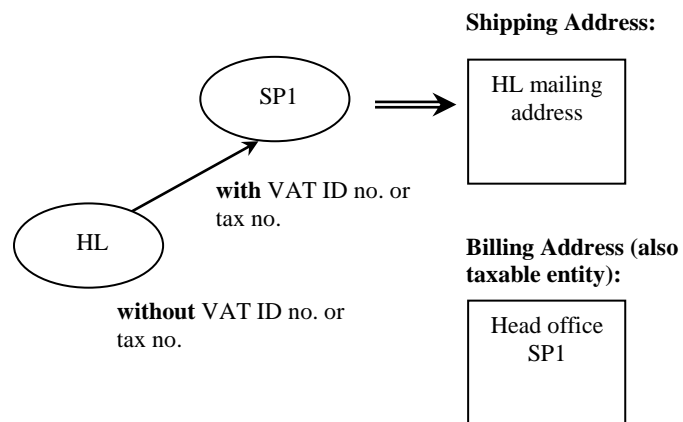 Shipping Address:
SP1
HL mailing
address
with VAT ID no. or
tax no.
HL
Billing Address (also
taxable entity):
without VAT ID no. or
tax no.
Head office
SP1